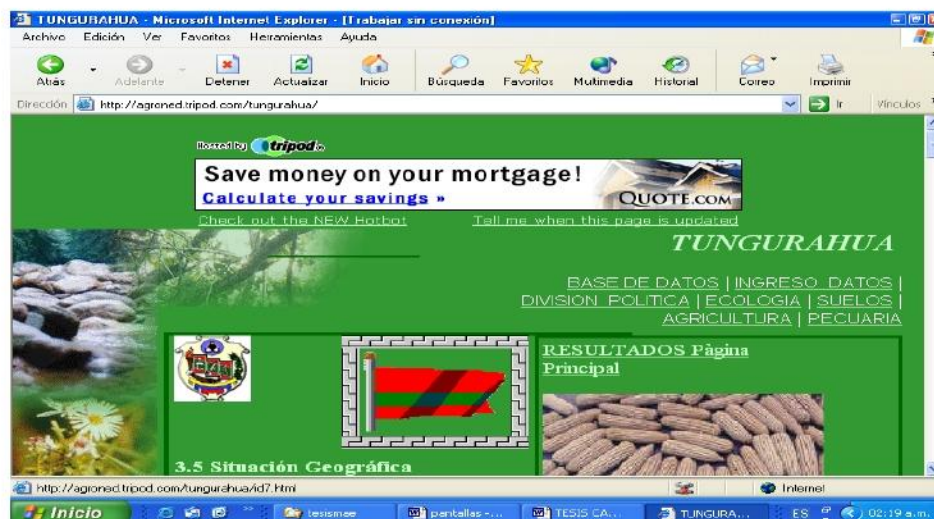 TUNGURAHUA - Microsoft Internet Explorer - [Trabajar sin conexión]
Archivo Edición Ver Favoritos Herramientas Ayuda
Atrás Adelante Detener Actualizar Inicio Búsqueda Favoritos Multimedia Historial Correo Imprimir
Dirección http://agroned.tripod.com/tungurahua/ Ir Vínculos
Hosted by tripod
Save money on your mortgage!
Calculate your savings »
QUOTE.COM
Check out the NEW Hotbot Tell me when this page is updated
TUNGURAHUA
BASE DE DATOS | INGRESO DATOS |
DIVISION POLITICA | ECOLOGIA | SUELOS |
AGRICULTURA | PECUARIA
RESULTADOS Pàgina
Principal
3.5 Situación Geográfica
http://agroned.tripod.com/tungurahua/id7.html Internet
Inicio tesismae pantallas -... TESIS CA... TUNGURA... ES 02:19 a.m.